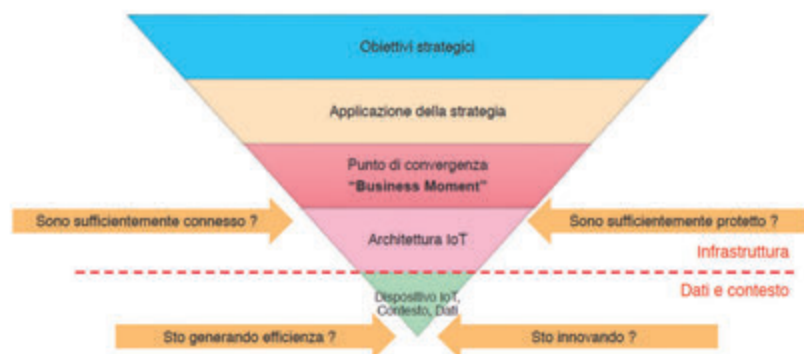 Obiettivi strategici
Applicazione della strategia
Punto di convergenza
"Business Moment"
Sono sufficientemente connesso ?
Sono sufficientemente protetto ?
Architettura IoT
Infrastruttura
Dati e contesto
Dispositivo IoT,
Contesto, Dati
Sto generando efficienza ?
Sto innovando ?